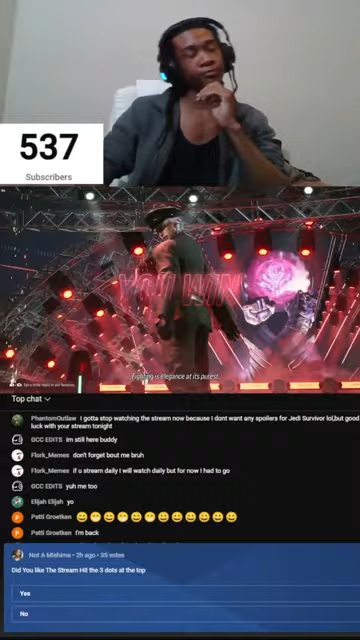 537
Subscribers
YOU WIN
Fighting is elegance at its purest.
Top chat
PhantomOutlaw I gotta stop watching the stream now because I dont want any spoilers for Jedi Survivor lol,but good
luck with your stream tonight
GCC EDITS im still here buddy
Flork_Memes don't forget bout me bruh
Flork_Memes if u stream daily I will watch daily but for now I had to go
GCC EDITS yuh me too
Elijah Elijah yo
P Patti Groetken 😀😁😀😁😀😀😀😀😀😀😀😀
P Patti Groetken I'm back
Not A Mishima • 2h ago • 35 votes
Did You like The Stream Hit the 3 dots at the top
Yes
No